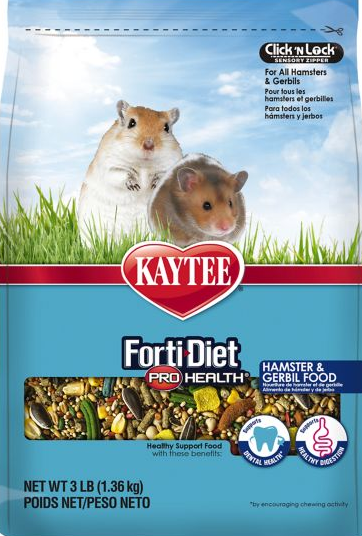 Click 'N Lock®
SENSORY ZIPPER
For All Hamsters
& Gerbils
Pour tous les
hamsters et gerbilles
Para todos los
hámsters y jerbos
KAYTEE®
Forti·Diet
PRO HEALTH®
HAMSTER &
GERBIL FOOD
Nourriture de hamster et de gerbille
Alimento de hámster y de jerbo
Supports
DENTAL HEALTH*
Supports
HEALTHY DIGESTION
Healthy Support Food
with these benefits:
NET WT 3 LB (1.36 kg)
POIDS NET/PESO NETO
*by encouraging chewing activity